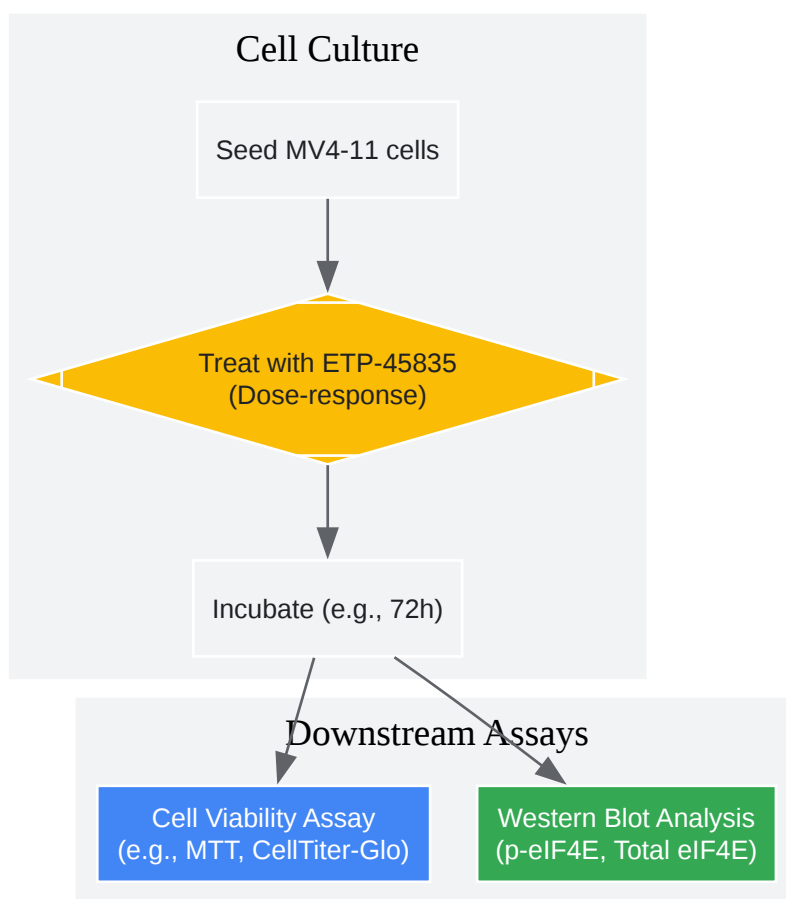 Cell Culture
Seed MV4-11 cells
Treat with ETP-45835
(Dose-response)
Incubate (e.g., 72h)
Downstream Assays
Cell Viability Assay
(e.g., MTT, CellTiter-Glo)
Western Blot Analysis
(p-eIF4E, Total eIF4E)